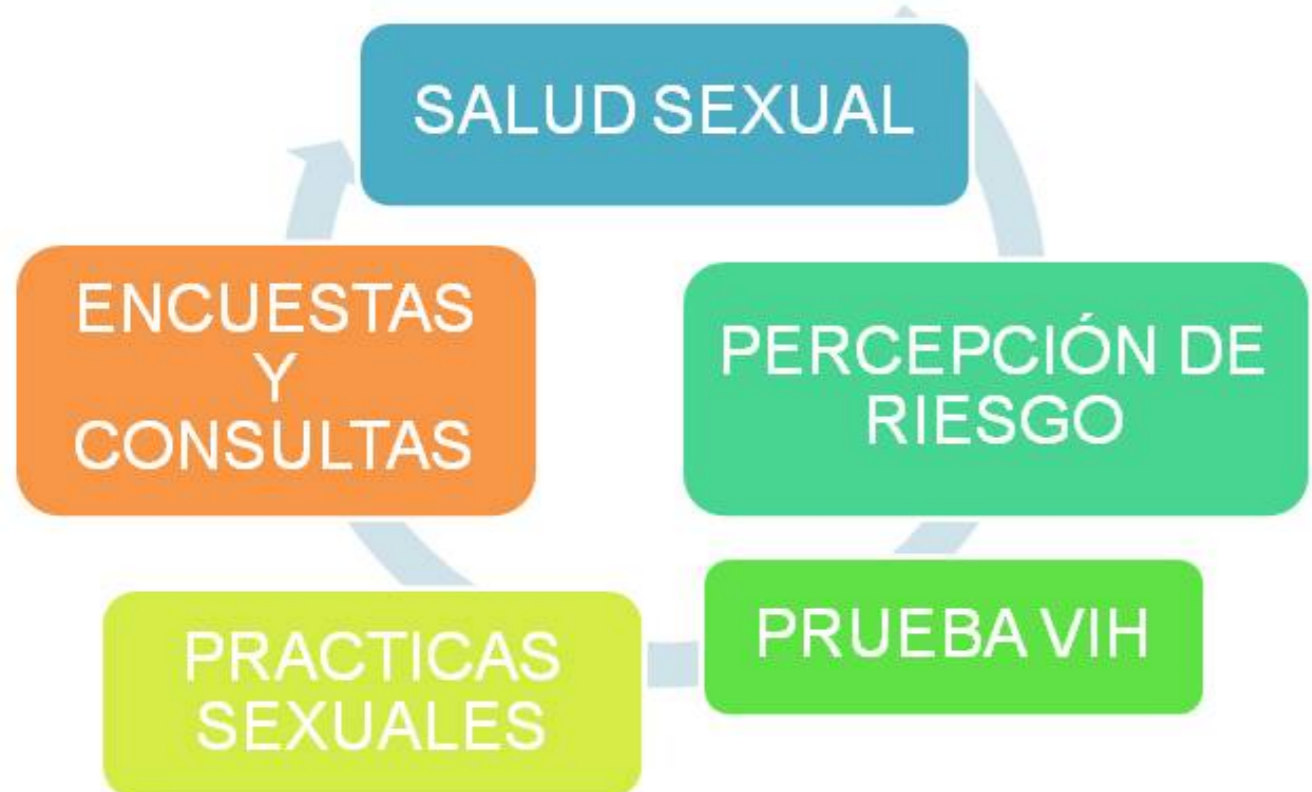 SALUD SEXUAL
PERCEPCIÓN DE
RIESGO
PRUEBA VIH
PRACTICAS
SEXUALES
ENCUESTAS
Y
CONSULTAS